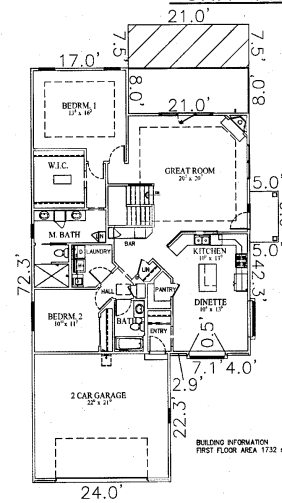 21.0'
7.5'
7.5'
17.0'
8.0'
8.0'
21.0'
BEDRM. 1
13' x 16'
GREAT ROOM
20' x 20'
W.I.C.
5.0'
M. BATH
LIN
BAR
5.0'
LAUNDRY
KITCHEN
10' x 13'
LIN
72.3'
42.3'
PANTRY
HALL
DINETTE
10' x 13'
BEDRM. 2
10' x 11'
BATH
ENTRY
0.5'
7.1'
4.0'
2.9'
2 CAR GARAGE
22' x 21'
22.3'
BUILDING INFORMATION
FIRST FLOOR AREA 1732
24.0'